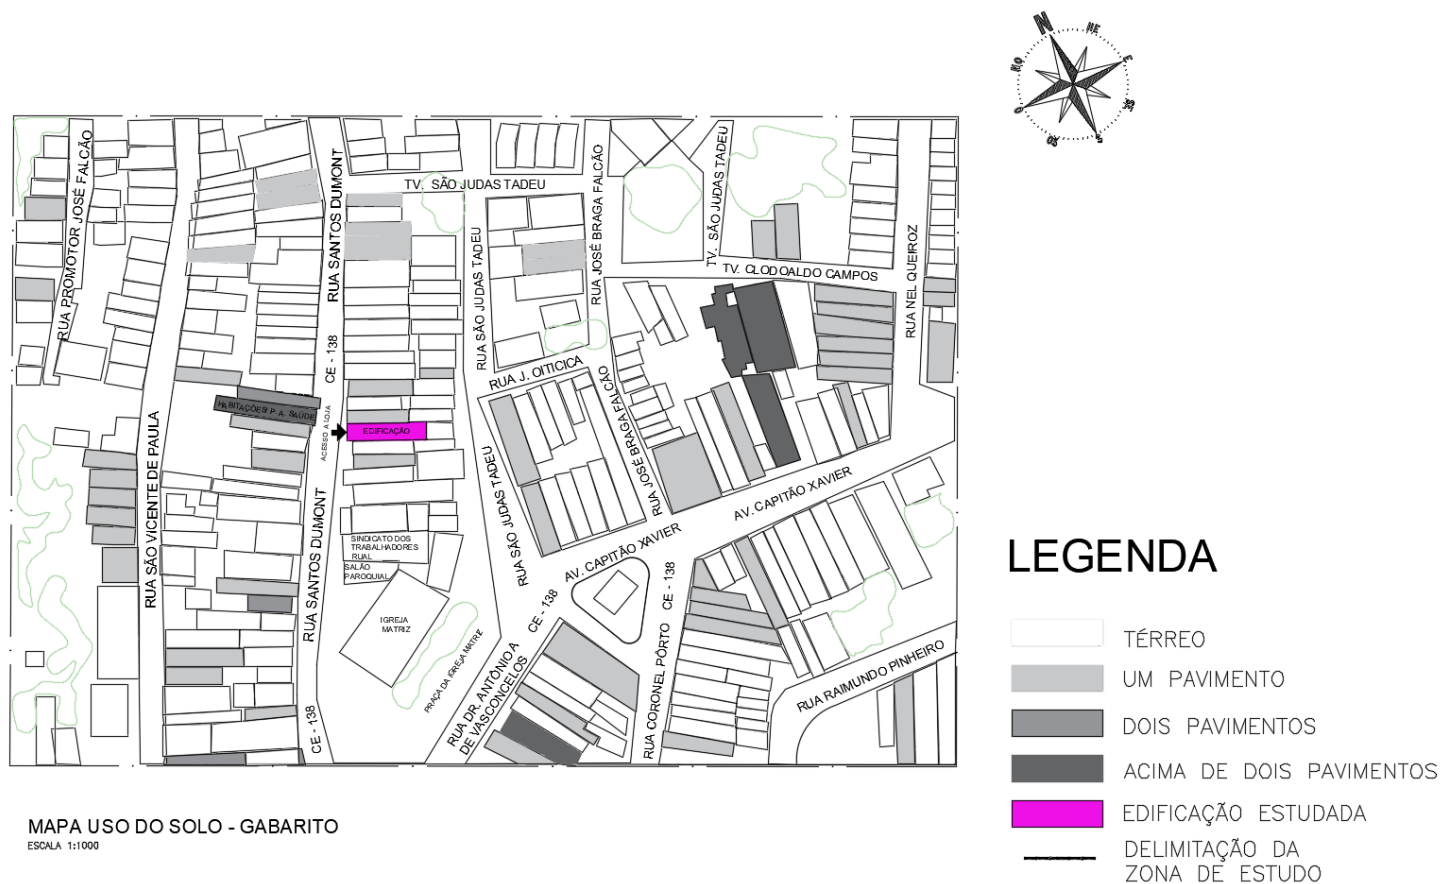 N
NE
E
SE
S
SO
O
NO
RUA PROMOTOR JOSÉ FALCÃO
RUA SANTOS DUMONT
TV. SÃO JUDAS TADEU
RUA JOSÉ BRAGA FALCÃO
TV. SÃO JUDAS TADEU
RUA SÃO JUDAS TADEU
TV. CLODOALDO CAMPOS
RUA NEL QUEIROZ
CE - 138
RUA J. OITICICA
HABITAÇÕES P. A. SAÚDE
ACESSO A LOJA
EDIFICAÇÃO
RUA JOSÉ BRAGA FALCÃO
RUA SÃO VICENTE DE PAULA
RUA SÃO JUDAS TADEU
RUA SANTOS DUMONT
AV. CAPITÃO XAVIER
AV. CAPITÃO XAVIER
SINDICATO DOS
TRABALHADORES
RUAL
SALÃO
PAROQUIAL
IGREJA
MATRIZ
PRAÇA DA IGREJA MATRIZ
CE - 138
CE - 138
RUA DR. ANTÔNIO A
DE VASCONCELOS
RUA CORONEL PÔRTO
RUA RAIMUNDO PINHEIRO
CE - 138
MAPA USO DO SOLO - GABARITO
ESCALA 1:1000
LEGENDA
TÉRREO
UM PAVIMENTO
DOIS PAVIMENTOS
ACIMA DE DOIS PAVIMENTOS
EDIFICAÇÃO ESTUDADA
DELIMITAÇÃO DA
ZONA DE ESTUDO